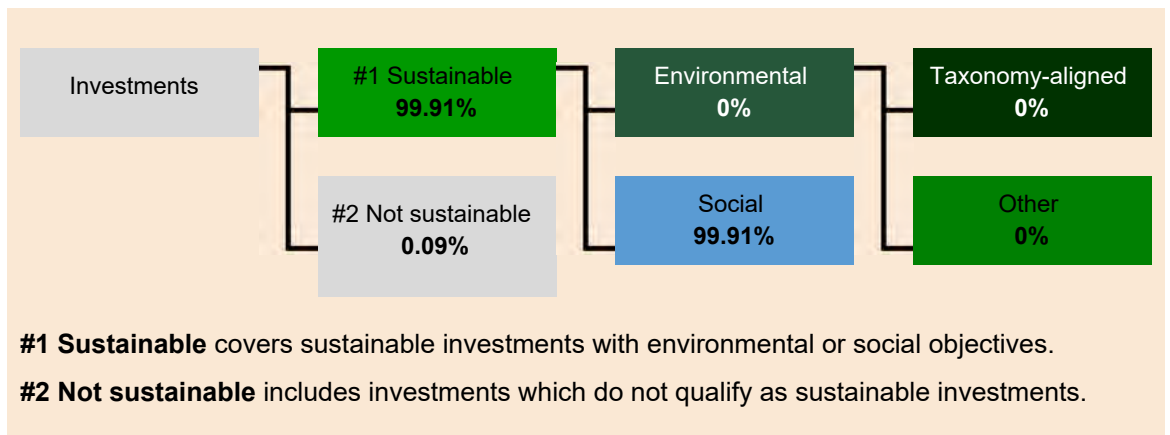 Investments
#1 Sustainable
99.91%
Environmental
0%
Taxonomy-aligned
0%
#2 Not sustainable
0.09%
Social
99.91%
Other
0%
#1 Sustainable covers sustainable investments with environmental or social objectives.
#2 Not sustainable includes investments which do not qualify as sustainable investments.